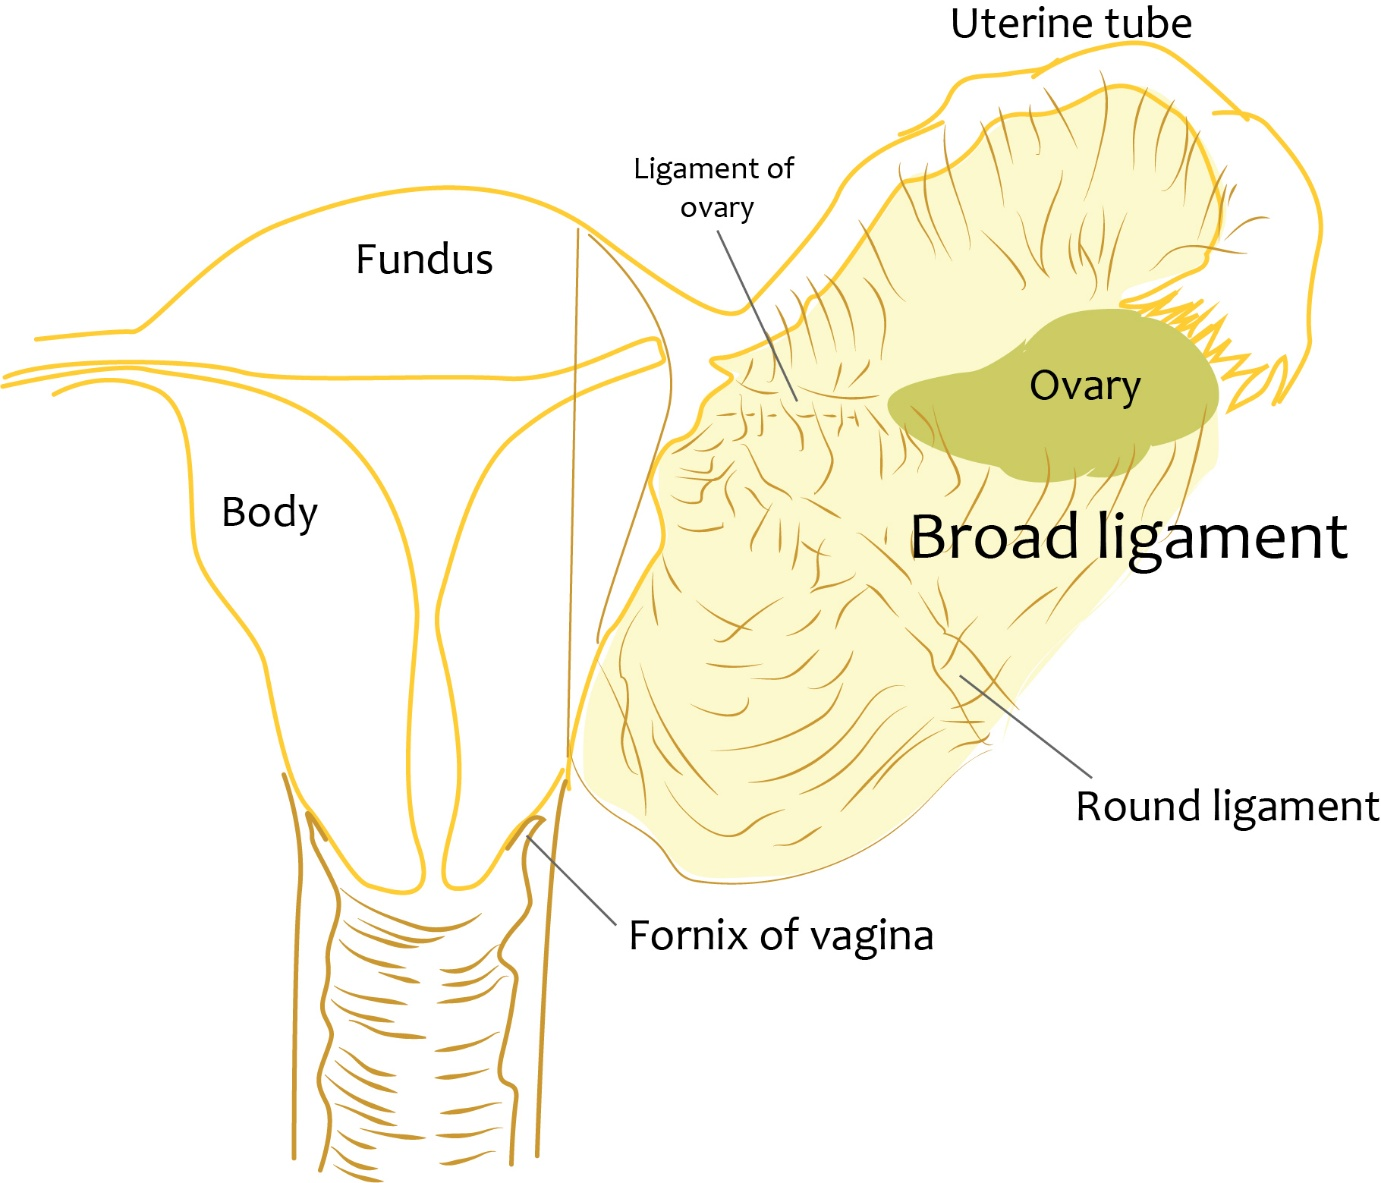 Uterine tube
Ligament of
ovary
Fundus
Ovary
Body
Broad ligament
Round ligament
Fornix of vagina